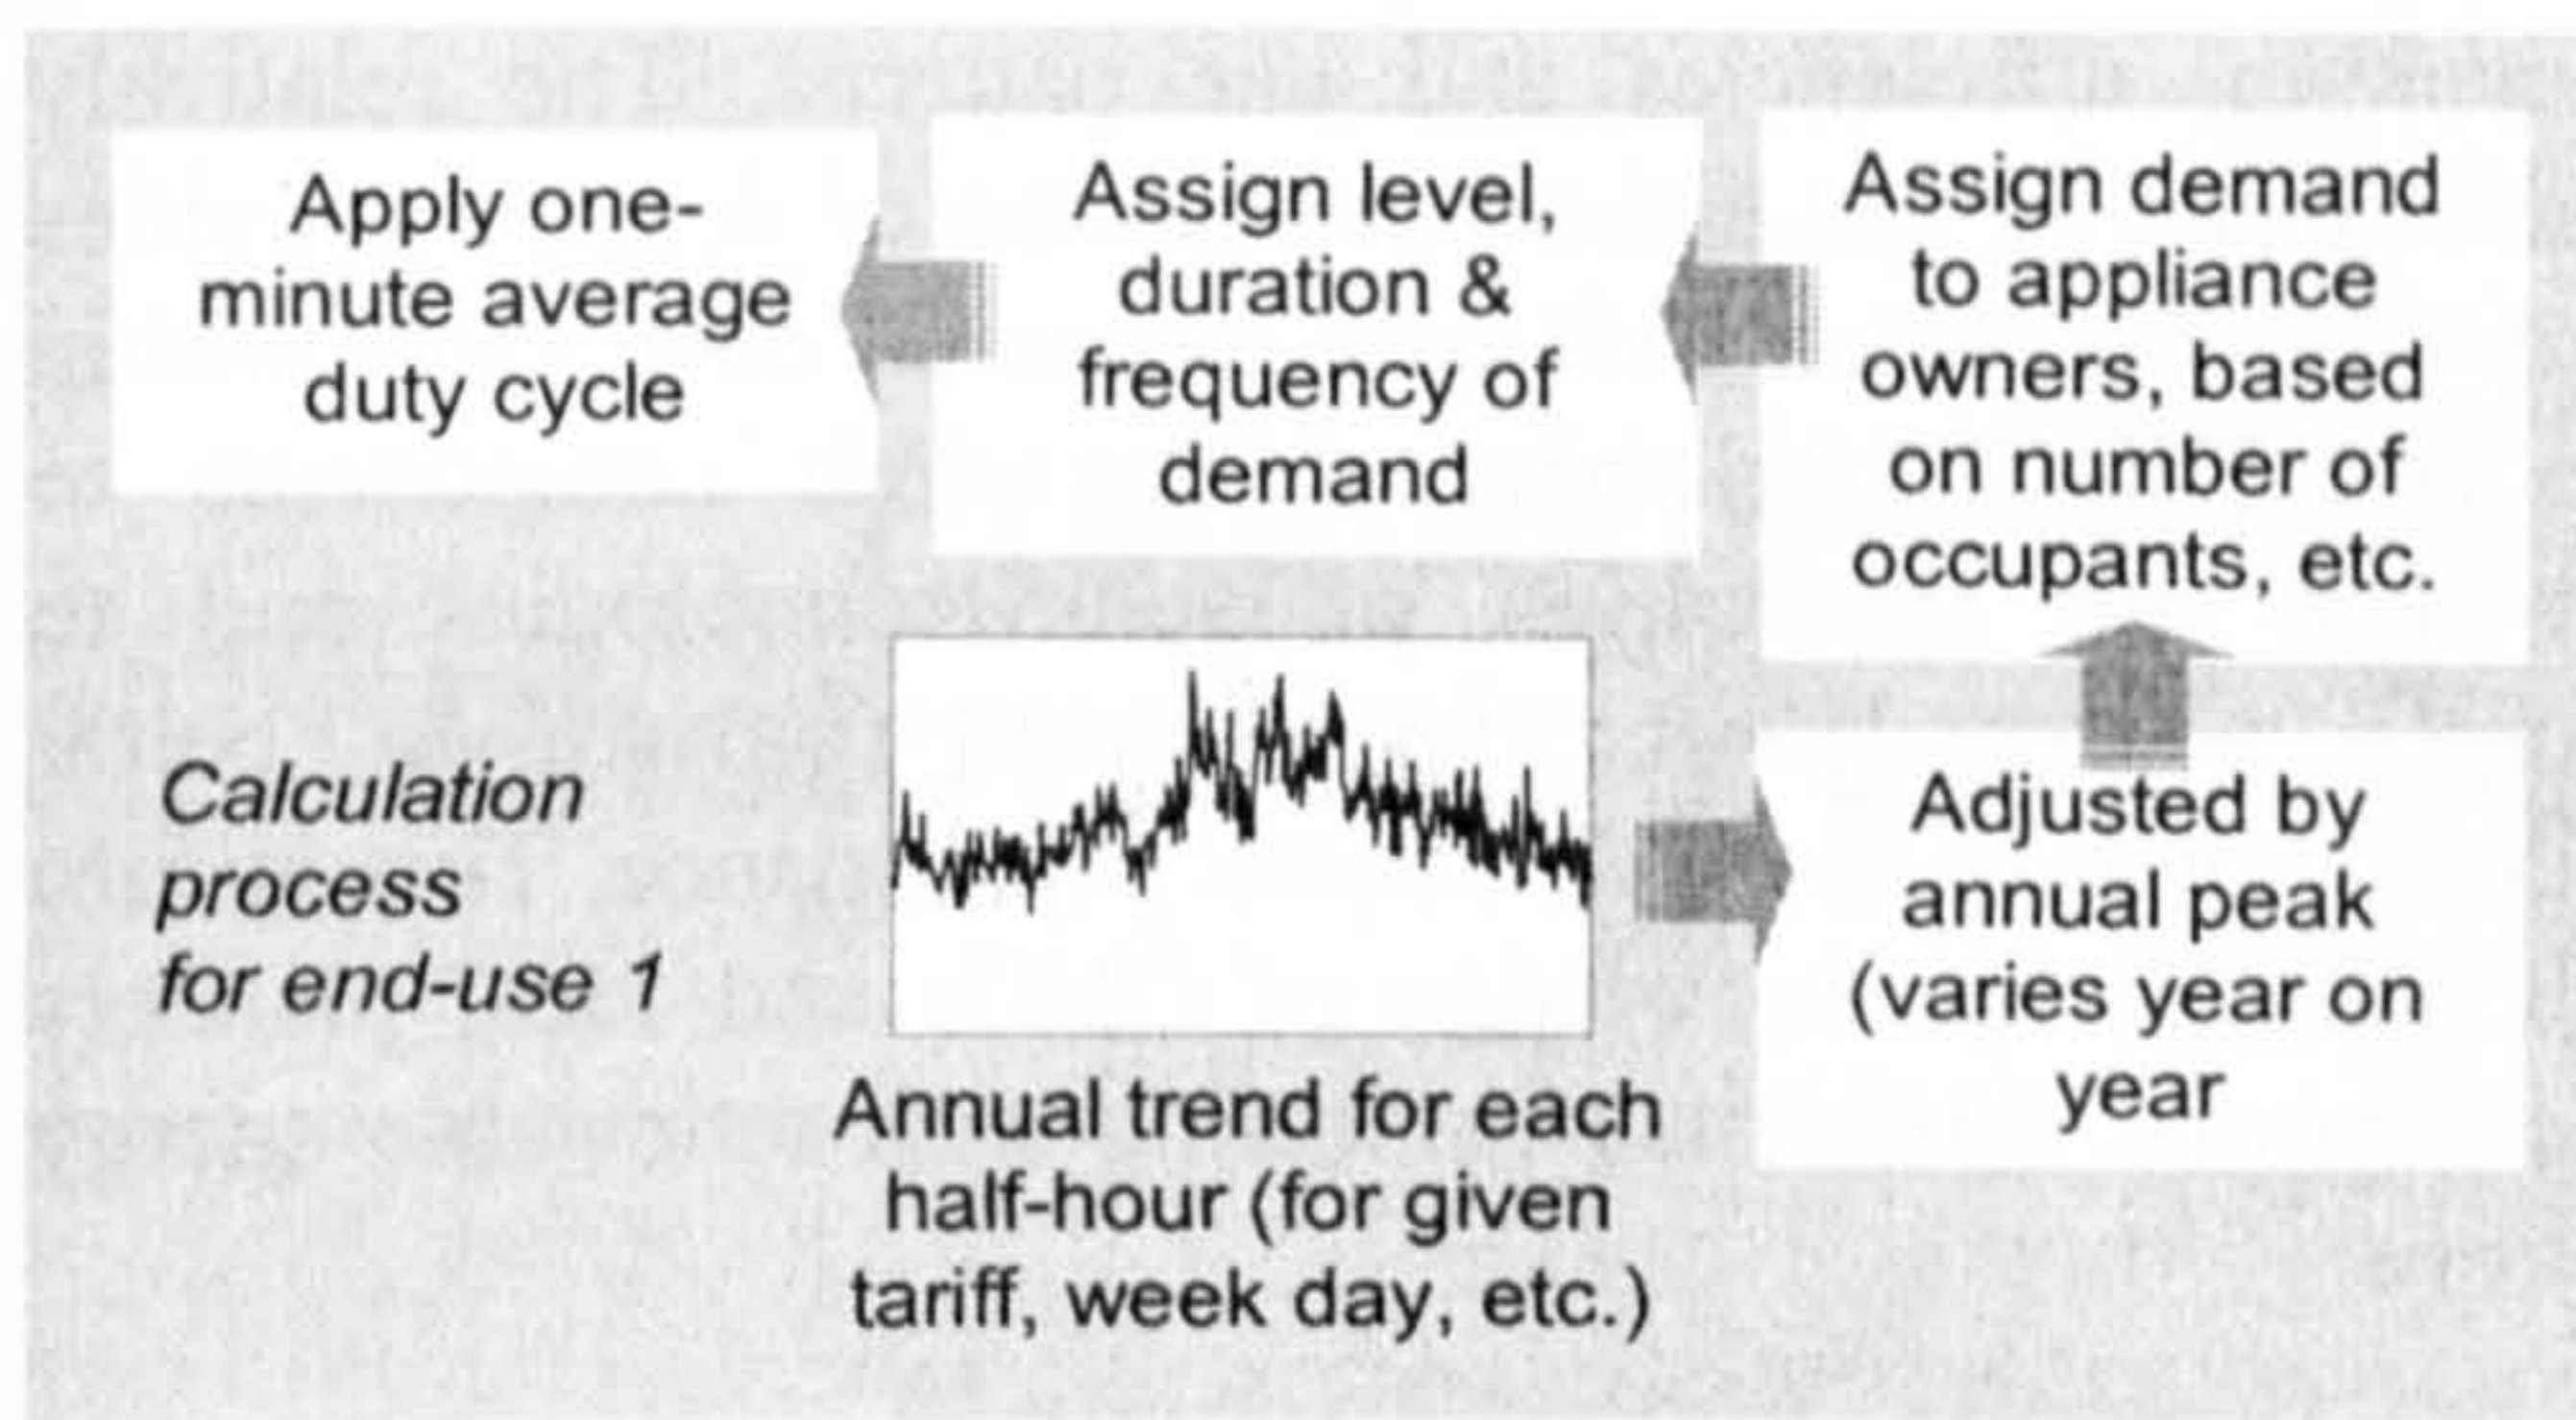 Apply one-
minute average
duty cycle
Assign level,
duration &
frequency of
demand
Assign demand
to appliance
owners, based
on number of
occupants, etc.
Calculation
process
for end-use 1
Annual trend for each
half-hour (for given
tariff, week day, etc.)
Adjusted by
annual peak
(varies year on
year